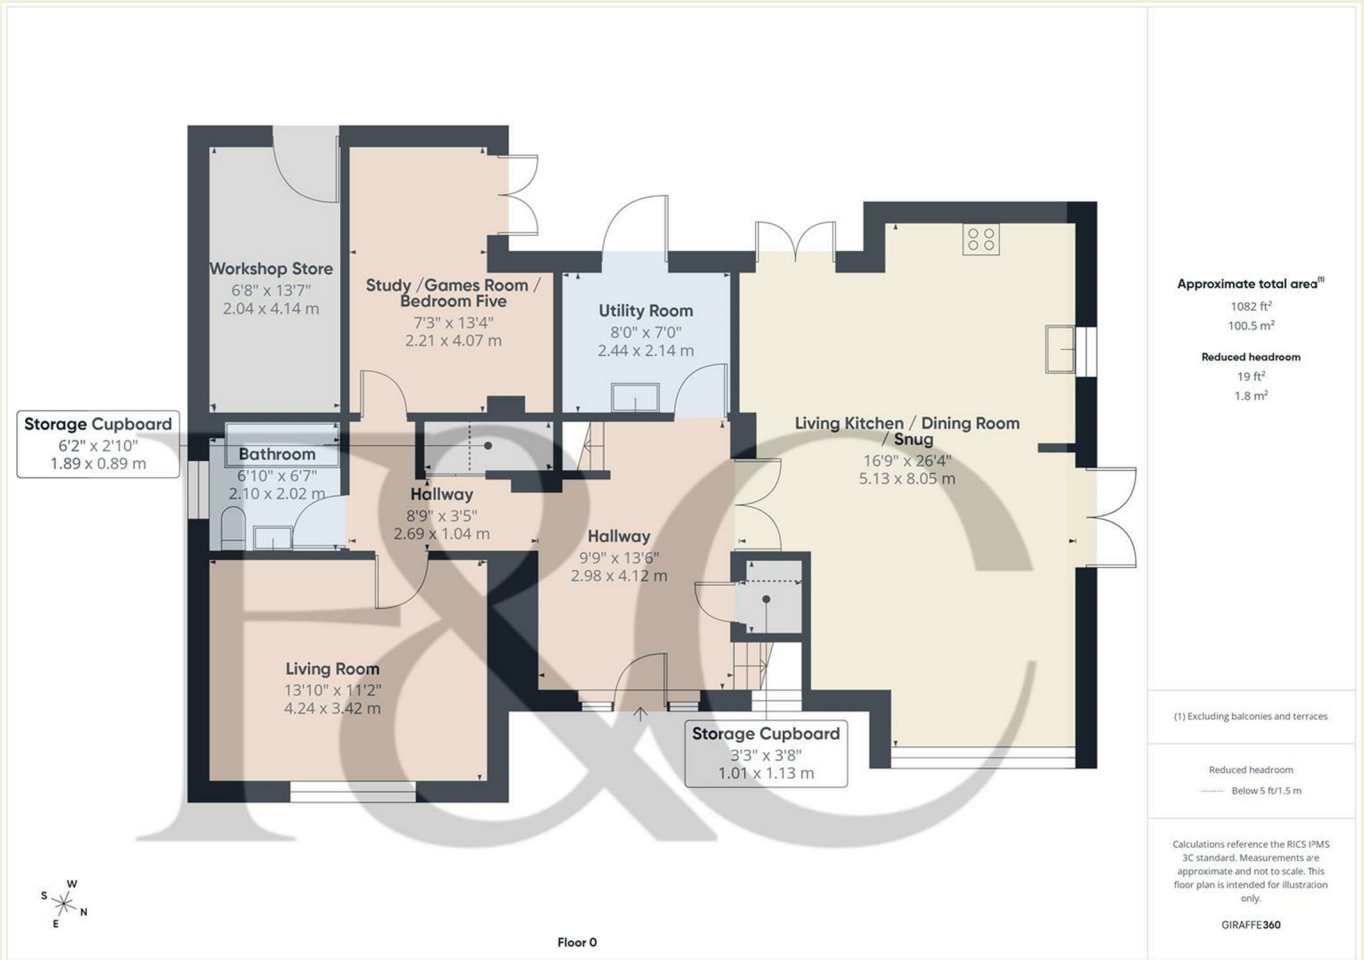 Workshop Store
6'8" x 13'7"
2.04 x 4.14 m
Study /Games Room /
Bedroom Five
7'3" x 13'4"
2.21 x 4.07 m
Utility Room
8'0" x 7'0"
2.44 x 2.14 m
Living Kitchen / Dining Room
/ Snug
16'9" x 26'4"
5.13 x 8.05 m
Storage Cupboard
6'2" x 2'10"
1.89 x 0.89 m
Bathroom
6'10" x 6'7"
2.10 x 2.02 m
Hallway
8'9" x 3'5"
2.69 x 1.04 m
Hallway
9'9" x 13'6"
2.98 x 4.12 m
Living Room
13'10" x 11'2"
4.24 x 3.42 m
Storage Cupboard
3'3" x 3'8"
1.01 x 1.13 m
F&C
W
S
N
E
Floor 0
Approximate total area(1)
1082 ft²
100.5 m²
Reduced headroom
19 ft²
1.8 m²
(1) Excluding balconies and terraces
Reduced headroom
Below 5 ft/1.5 m
Calculations reference the RICS IPMS
3C standard. Measurements are
approximate and not to scale. This
floor plan is intended for illustration
only.
GIRAFFE360